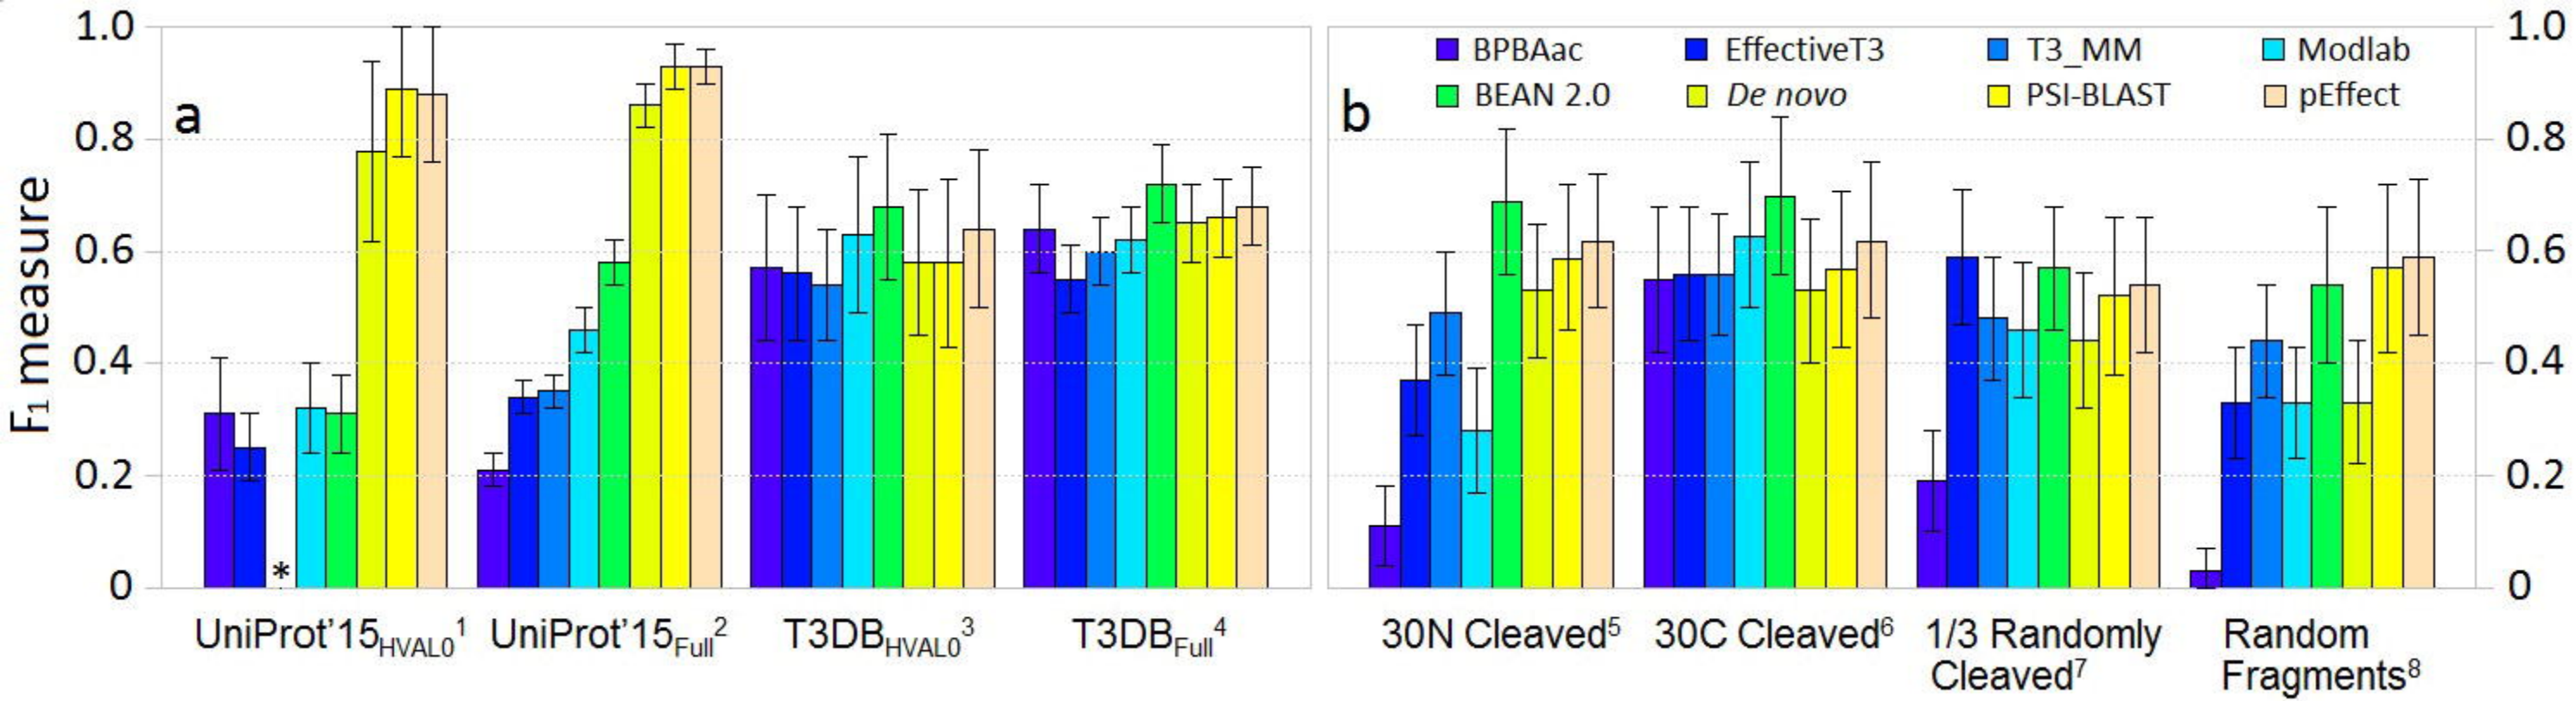 F₁ measure
1.0
0.8
0.6
0.4
0.2
0
a
*
UniProt’15HVAL0¹
UniProt’15Full²
T3DBHVAL0³
T3DBFull⁴
b
BPBAac EffectiveT3 T3_MM Modlab
BEAN 2.0 De novo PSI-BLAST pEffect
30N Cleaved⁵
30C Cleaved⁶
1/3 Randomly
Cleaved⁷
Random
Fragments⁸
1.0
0.8
0.6
0.4
0.2
0